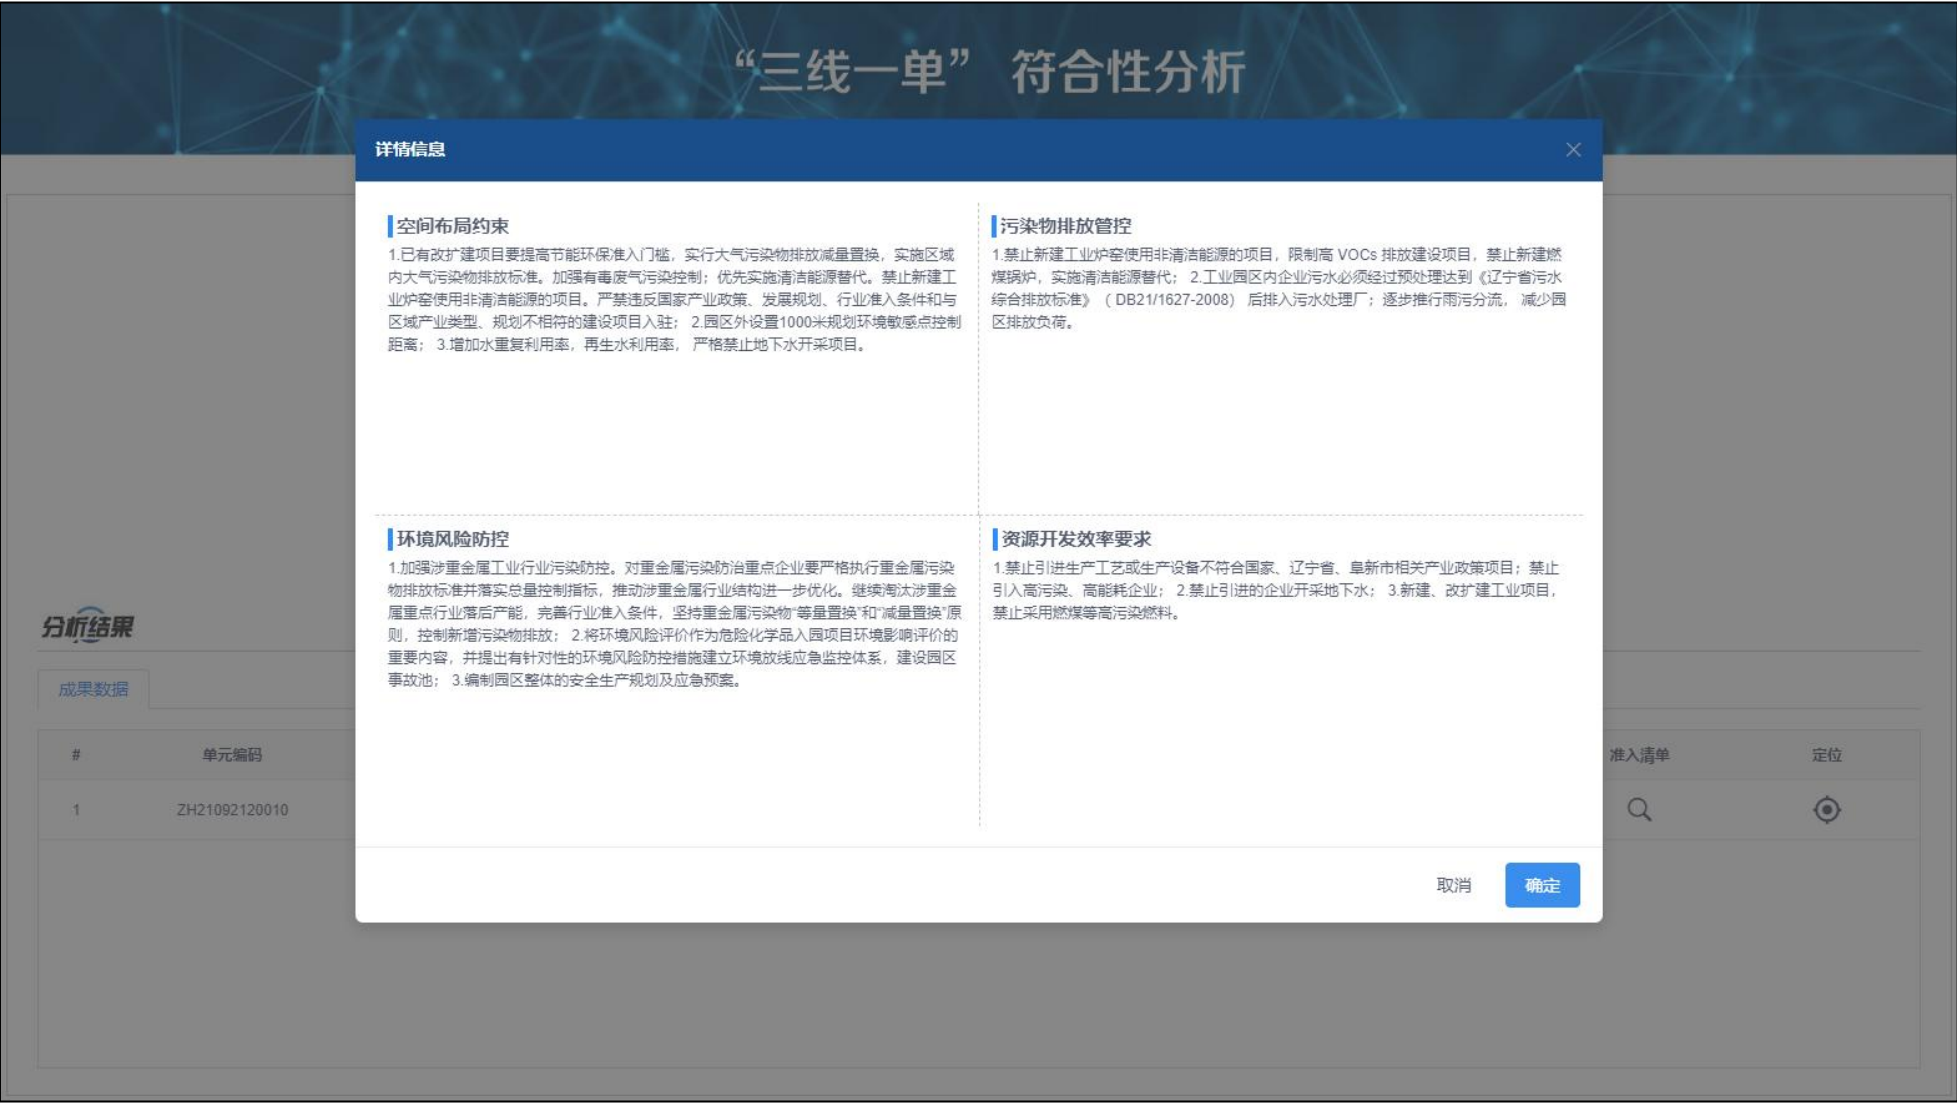 “三线一单” 符合性分析
详情信息
空间布局约束
1.已有改扩建项目要提高节能环保准入门槛，实行大气污染物排放减量置换，实施区域
内大气污染物排放标准。加强有毒废气污染控制；优先实施清洁能源替代。禁止新建工
业炉窑使用非清洁能源的项目。严禁违反国家产业政策、发展规划、行业准入条件和与
区域产业类型、规划不相符的建设项目入驻； 2.园区外设置1000米规划环境敏感点控制
距离； 3.增加水重复利用率，再生水利用率， 严格禁止地下水开采项目。
污染物排放管控
1.禁止新建工业炉窑使用非清洁能源的项目，限制高 VOCs 排放建设项目，禁止新建燃
煤锅炉，实施清洁能源替代； 2.工业园区内企业污水必须经过预处理达到《辽宁省污水
综合排放标准》（ DB21/1627-2008） 后排入污水处理厂；逐步推行雨污分流， 减少园
区排放负荷。
环境风险防控
1.加强涉重金属工业行业污染防控。对重金属污染防治重点企业要严格执行重金属污染
物排放标准并落实总量控制指标，推动涉重金属行业结构进一步优化。继续淘汰涉重金
属重点行业落后产能，完善行业准入条件，坚持重金属污染物“等量置换”和“减量置换”原
则，控制新增污染物排放； 2.将环境风险评价作为危险化学品入园项目环境影响评价的
重要内容，并提出有针对性的环境风险防控措施建立环境放线应急监控体系，建设园区
事故池； 3.编制园区整体的安全生产规划及应急预案。
资源开发效率要求
1.禁止引进生产工艺或生产设备不符合国家、辽宁省、阜新市相关产业政策项目；禁止
引入高污染、高能耗企业； 2.禁止引进的企业开采地下水； 3.新建、改扩建工业项目，
禁止采用燃煤等高污染燃料。
分析结果
成果数据
# 单元编码 准入清单 定位
1 ZH21092120010
取消 确定